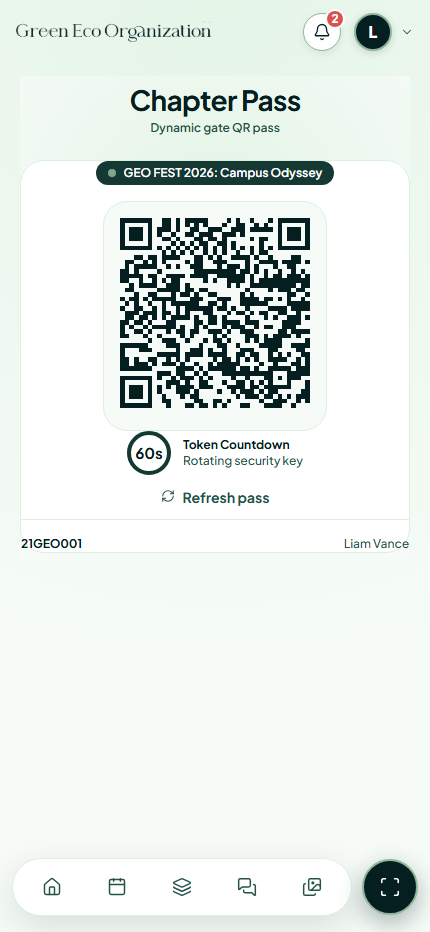 Green Eco Organization
2
L
Chapter Pass
Dynamic gate QR pass
GEO FEST 2026: Campus Odyssey
60s
Token Countdown
Rotating security key
Refresh pass
21GEO001
Liam Vance